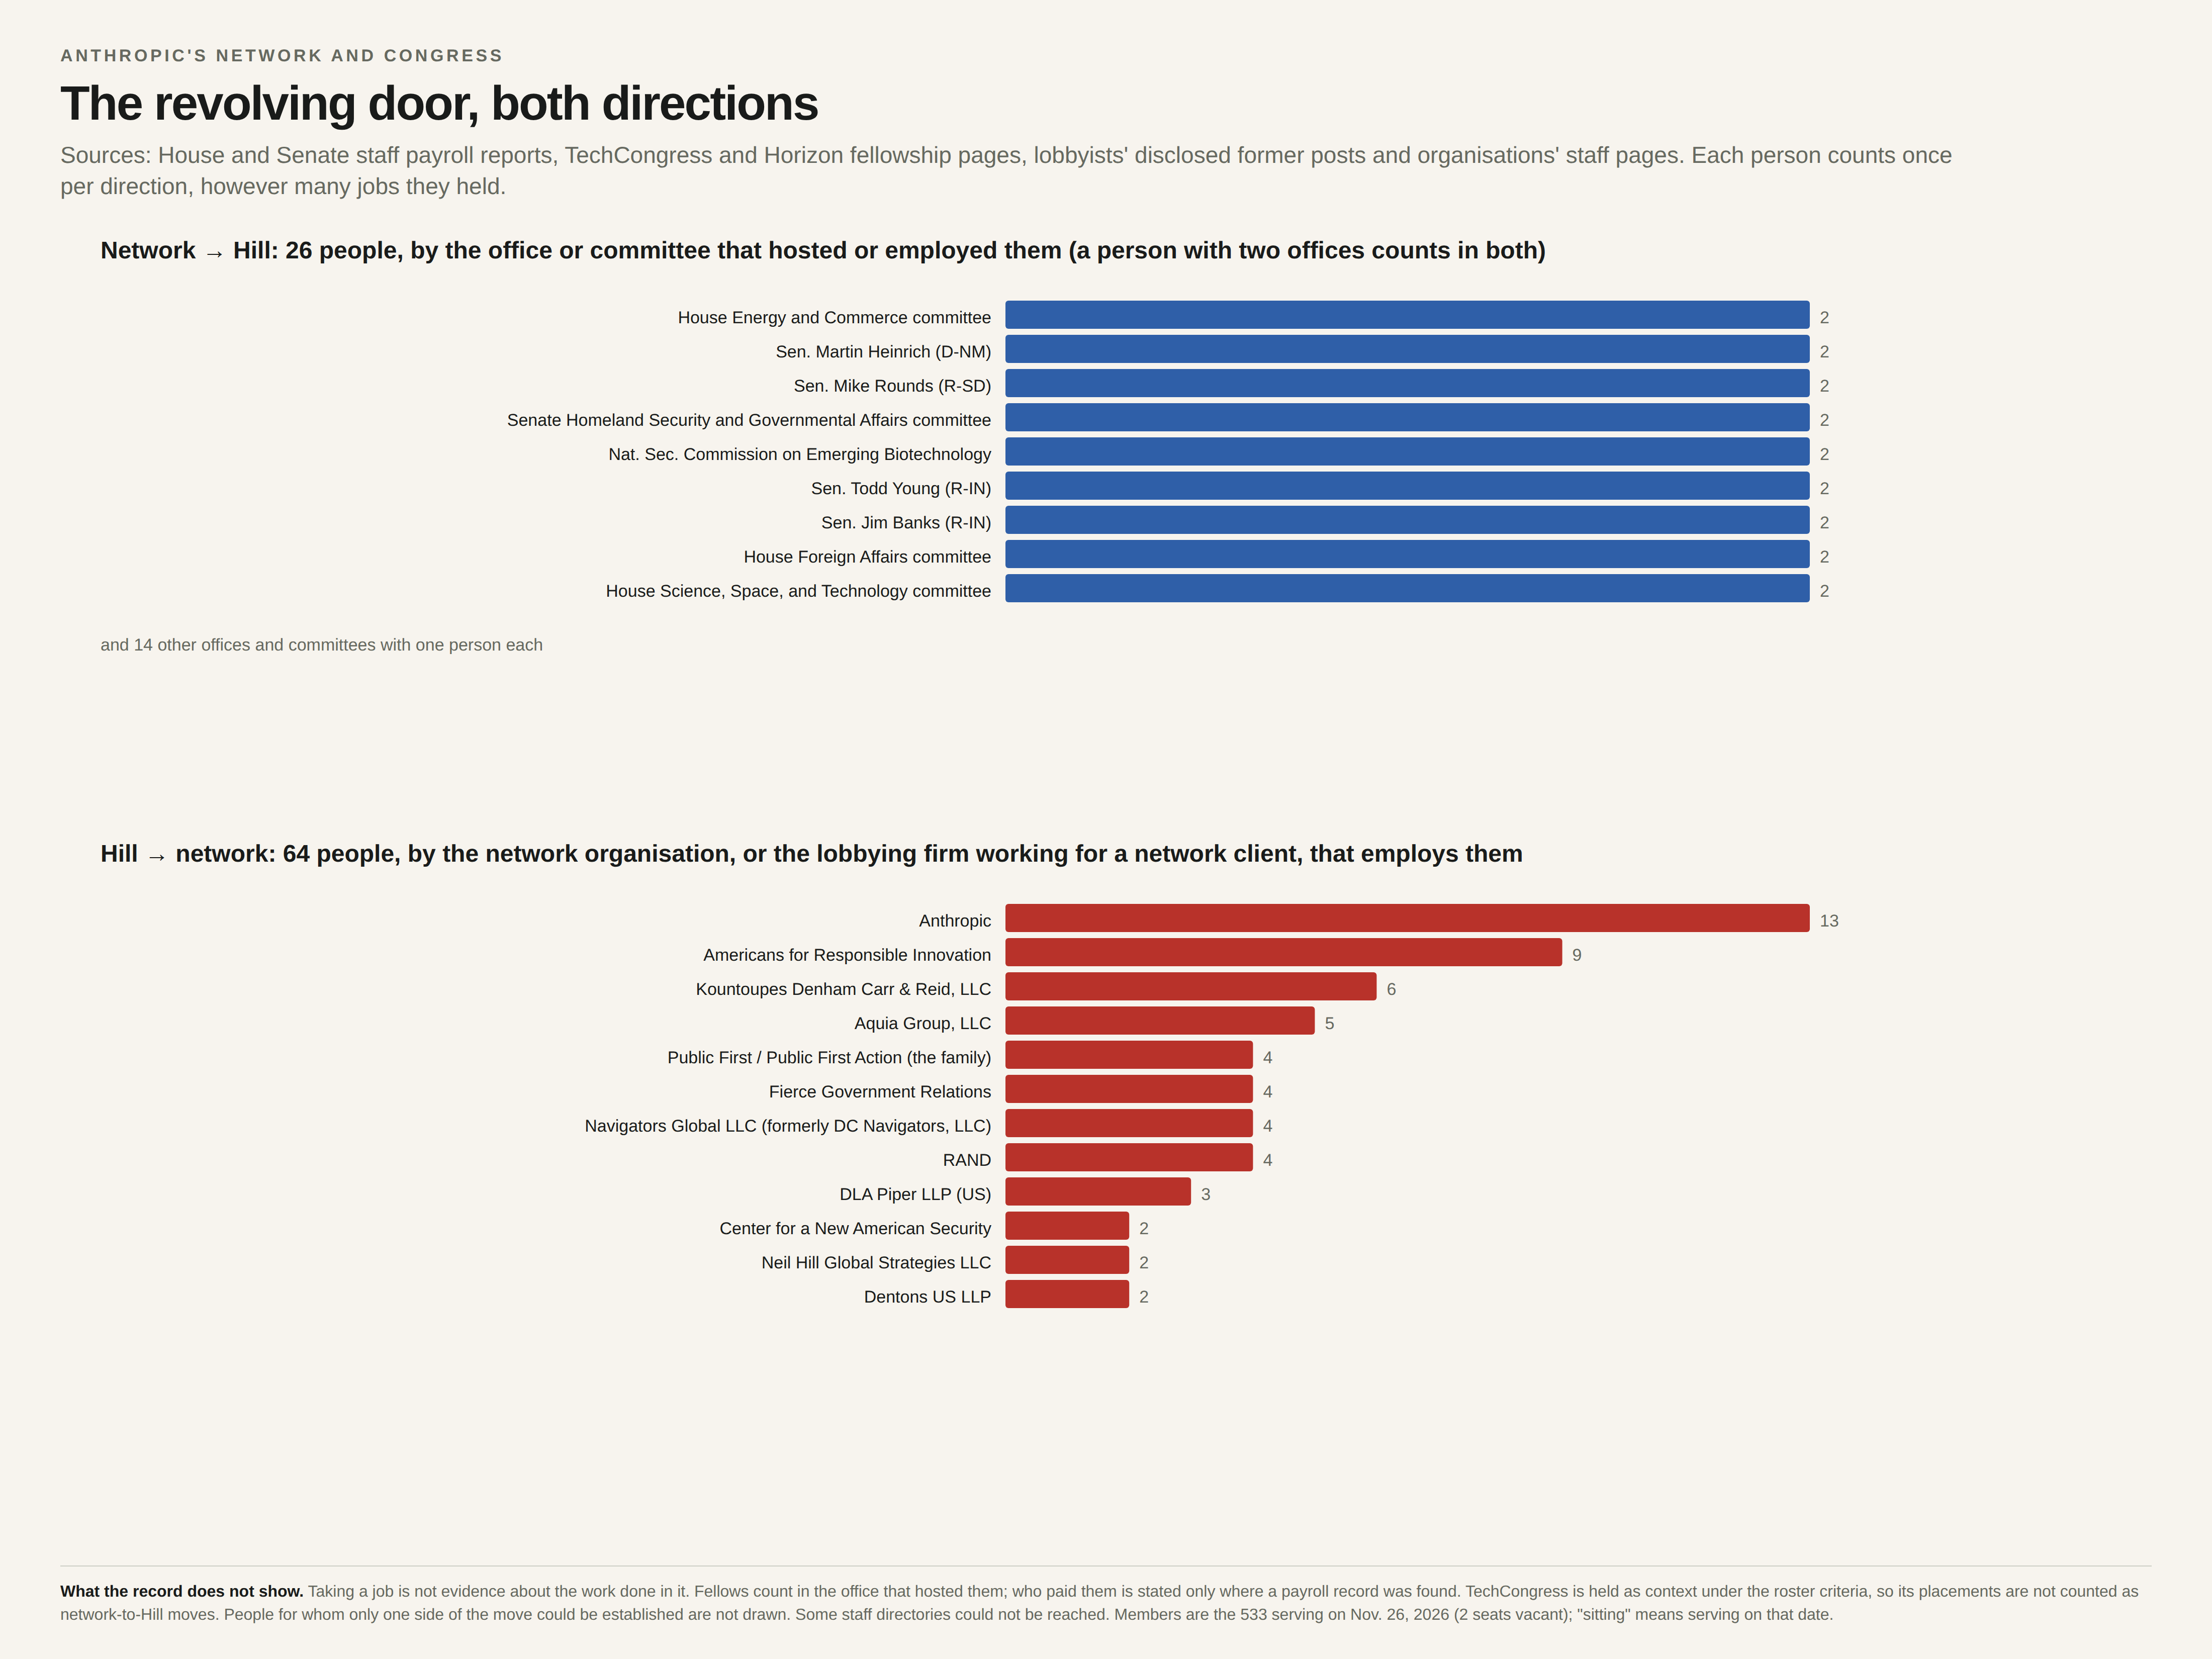 ANTHROPIC'S NETWORK AND CONGRESS
The revolving door, both directions
Sources: House and Senate staff payroll reports, TechCongress and Horizon fellowship pages, lobbyists' disclosed former posts and organisations' staff pages. Each person counts once
per direction, however many jobs they held.
Network → Hill: 26 people, by the office or committee that hosted or employed them (a person with two offices counts in both)
House Energy and Commerce committee 2
Sen. Martin Heinrich (D-NM) 2
Sen. Mike Rounds (R-SD) 2
Senate Homeland Security and Governmental Affairs committee 2
Nat. Sec. Commission on Emerging Biotechnology 2
Sen. Todd Young (R-IN) 2
Sen. Jim Banks (R-IN) 2
House Foreign Affairs committee 2
House Science, Space, and Technology committee 2
and 14 other offices and committees with one person each
Hill → network: 64 people, by the network organisation, or the lobbying firm working for a network client, that employs them
Anthropic 13
Americans for Responsible Innovation 9
Kountoupes Denham Carr & Reid, LLC 6
Aquia Group, LLC 5
Public First / Public First Action (the family) 4
Fierce Government Relations 4
Navigators Global LLC (formerly DC Navigators, LLC) 4
RAND 4
DLA Piper LLP (US) 3
Center for a New American Security 2
Neil Hill Global Strategies LLC 2
Dentons US LLP 2
What the record does not show. Taking a job is not evidence about the work done in it. Fellows count in the office that hosted them; who paid them is stated only where a payroll record was found. TechCongress is held as context under the roster criteria, so its placements are not counted as
network-to-Hill moves. People for whom only one side of the move could be established are not drawn. Some staff directories could not be reached. Members are the 533 serving on Nov. 26, 2026 (2 seats vacant); "sitting" means serving on that date.